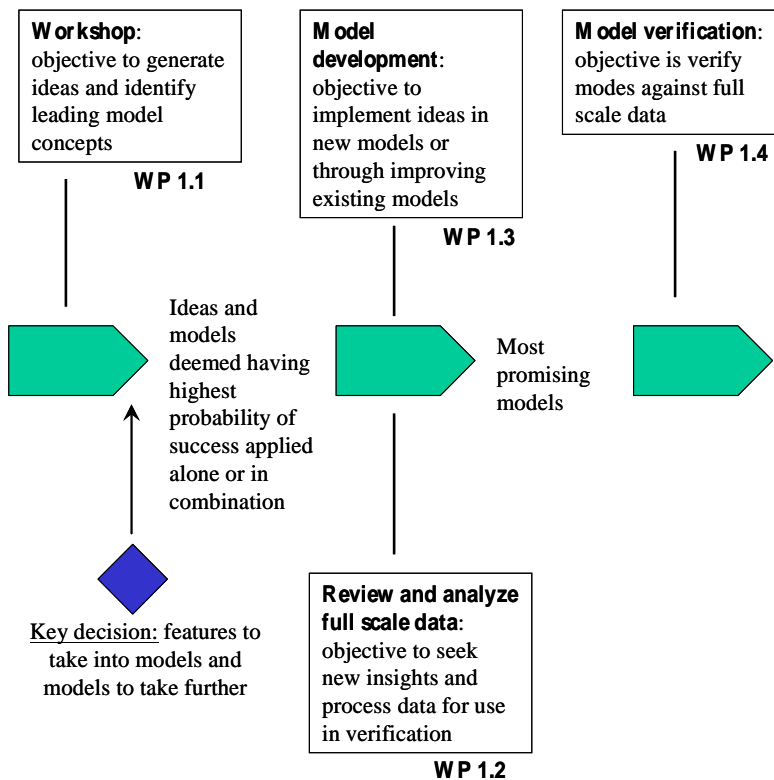 Workshop:
objective to generate
ideas and identify
leading model
concepts
WP 1.1
Model
development:
objective to
implement ideas in
new models or
through improving
existing models
WP 1.3
Model verification:
objective is verify
modes against full
scale data
WP 1.4
Ideas and
models
deemed having
highest
probability of
success applied
alone or in
combination
Most
promising
models
Key decision: features to
take into models and
models to take further
Review and analyze
full scale data:
objective to seek
new insights and
process data for use
in verification
WP 1.2